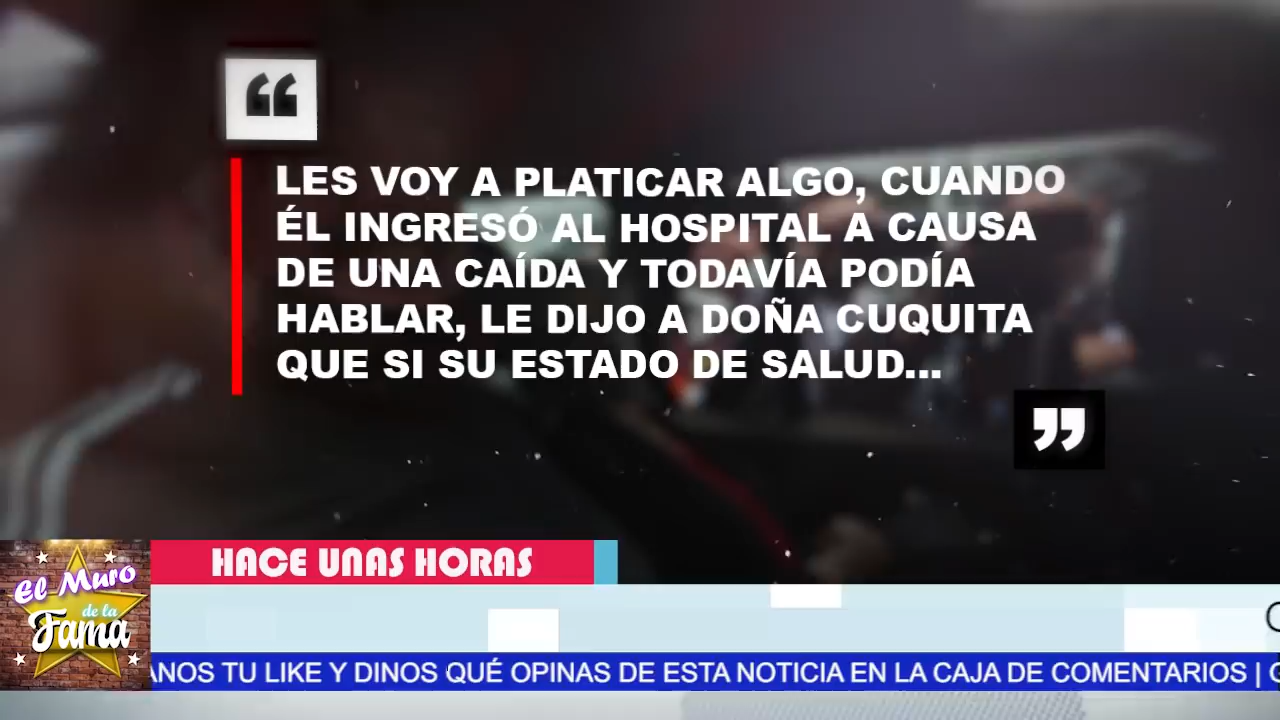 LES VOY A PLATICAR ALGO, CUANDO
ÉL INGRESÓ AL HOSPITAL A CAUSA
DE UNA CAÍDA Y TODAVÍA PODÍA
HABLAR, LE DIJO A DOÑA CUQUITA
QUE SI SU ESTADO DE SALUD...
HACE UNAS HORAS
El Muro
de la
Fama
ANOS TU LIKE Y DINOS QUÉ OPINAS DE ESTA NOTICIA EN LA CAJA DE COMENTARIOS |